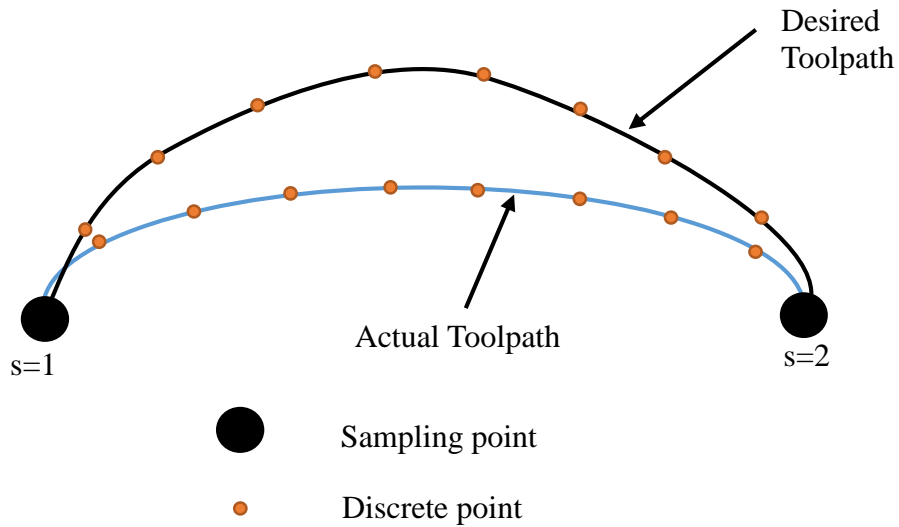 Desired
Toolpath
Actual Toolpath
s=1
s=2
Sampling point
Discrete point